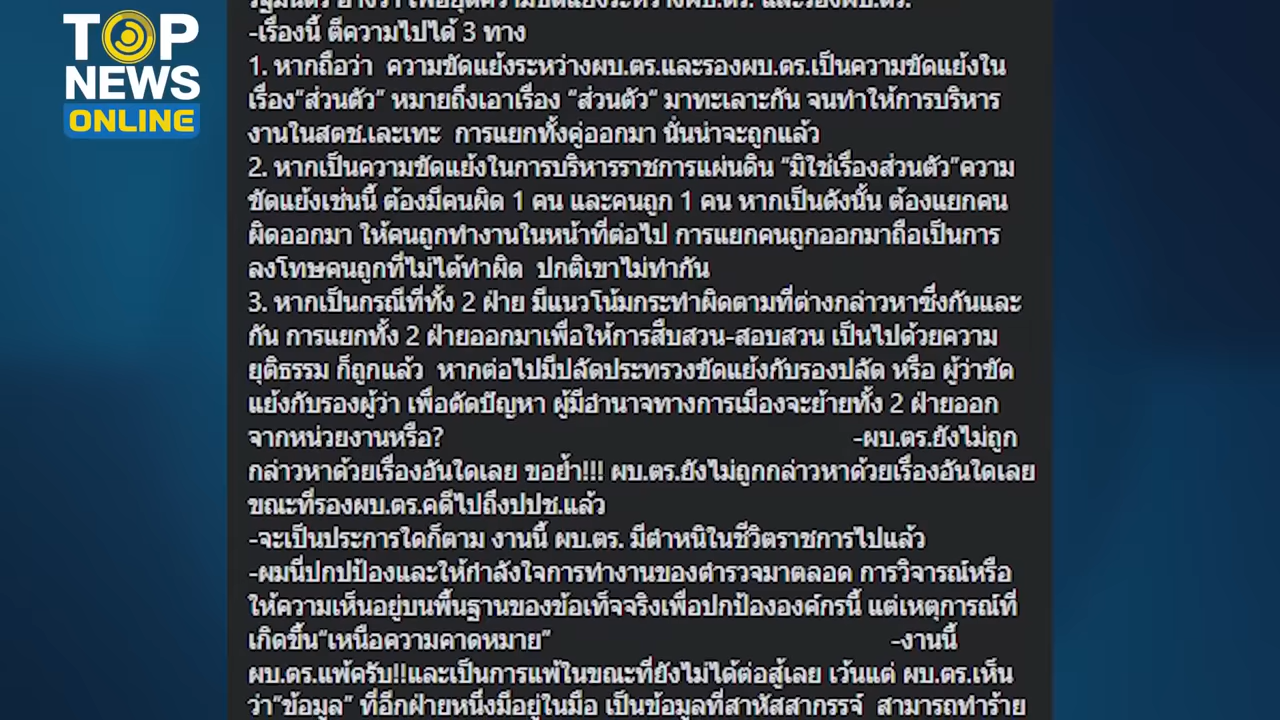 TOP
NEWS
ONLINE
รัฐมนตรี อ้างว่า เพื่อยุติความขัดแย้งระหว่างผบ.ตร. และรองผบ.ตร.
-เรื่องนี้ ตีความไปได้ 3 ทาง
1. หากถือว่า ความขัดแย้งระหว่างผบ.ตร.และรองผบ.ตร.เป็นความขัดแย้งใน
เรื่อง“ส่วนตัว” หมายถึงเอาเรื่อง “ส่วนตัว“ มาทะเลาะกัน จนทำให้การบริหาร
งานในสตช.เละเทะ การแยกทั้งคู่ออกมา นั่นน่าจะถูกแล้ว
2. หากเป็นความขัดแย้งในการบริหารราชการแผ่นดิน “มิใช่เรื่องส่วนตัว”ความ
ขัดแย้งเช่นนี้ ต้องมีคนผิด 1 คน และคนถูก 1 คน หากเป็นดังนั้น ต้องแยกคน
ผิดออกมา ให้คนถูกทำงานในหน้าที่ต่อไป การแยกคนถูกออกมาถือเป็นการ
ลงโทษคนถูกที่ไม่ได้ทำผิด ปกติเขาไม่ทำกัน
3. หากเป็นกรณีที่ทั้ง 2 ฝ่าย มีแนวโน้มกระทำผิดตามที่ต่างกล่าวหาซึ่งกันและ
กัน การแยกทั้ง 2 ฝ่ายออกมาเพื่อให้การสืบสวน-สอบสวน เป็นไปด้วยความ
ยุติธรรม ก็ถูกแล้ว หากต่อไปมีปลัดประทรวงขัดแย้งกับรองปลัด หรือ ผู้ว่าขัด
แย้งกับรองผู้ว่า เพื่อตัดปัญหา ผู้มีอำนาจทางการเมืองจะย้ายทั้ง 2 ฝ่ายออก
จากหน่วยงานหรือ? -ผบ.ตร.ยังไม่ถูก
กล่าวหาด้วยเรื่องอันใดเลย ขอย้ำ!!! ผบ.ตร.ยังไม่ถูกกล่าวหาด้วยเรื่องอันใดเลย
ขณะที่รองผบ.ตร.คดีไปถึงปปช.แล้ว
-จะเป็นประการใดก็ตาม งานนี้ ผบ.ตร. มีตำหนิในชีวิตราชการไปแล้ว
-ผมนี่ปกปป้องและให้กำลังใจการทำงานของตำรวจมาตลอด การวิจารณ์หรือ
ให้ความเห็นอยู่บนพื้นฐานของข้อเท็จจริงเพื่อปกป้ององค์กรนี้ แต่เหตุการณ์ที่
เกิดขึ้น“เหนือความคาดหมาย” -งานนี้
ผบ.ตร.แพ้ครับ!!และเป็นการแพ้ในขณะที่ยังไม่ได้ต่อสู้เลย เว้นแต่ ผบ.ตร.เห็น
ว่า“ข้อมูล” ที่อีกฝ่ายหนึ่งมีอยู่ในมือ เป็นข้อมูลที่สาหัสสากรรจ์ สามารถทำร้าย